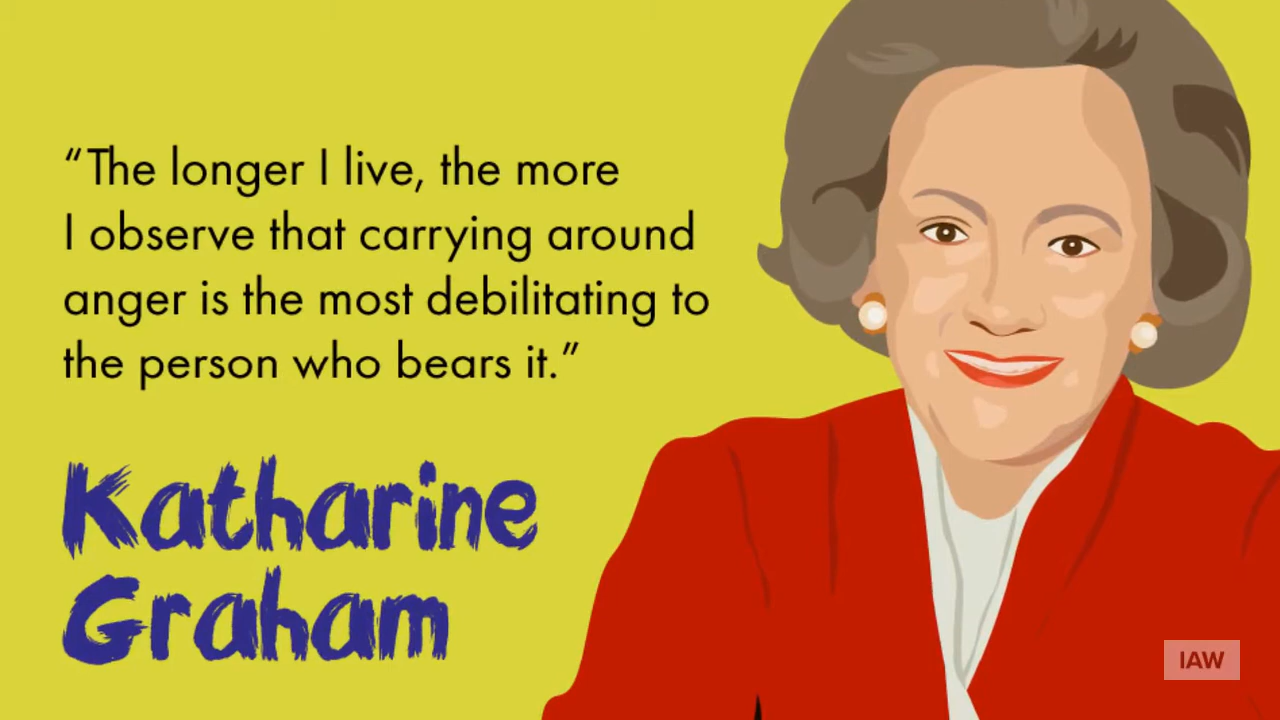 “The longer I live, the more
I observe that carrying around
anger is the most debilitating to
the person who bears it.”
Katharine
Graham
IAW